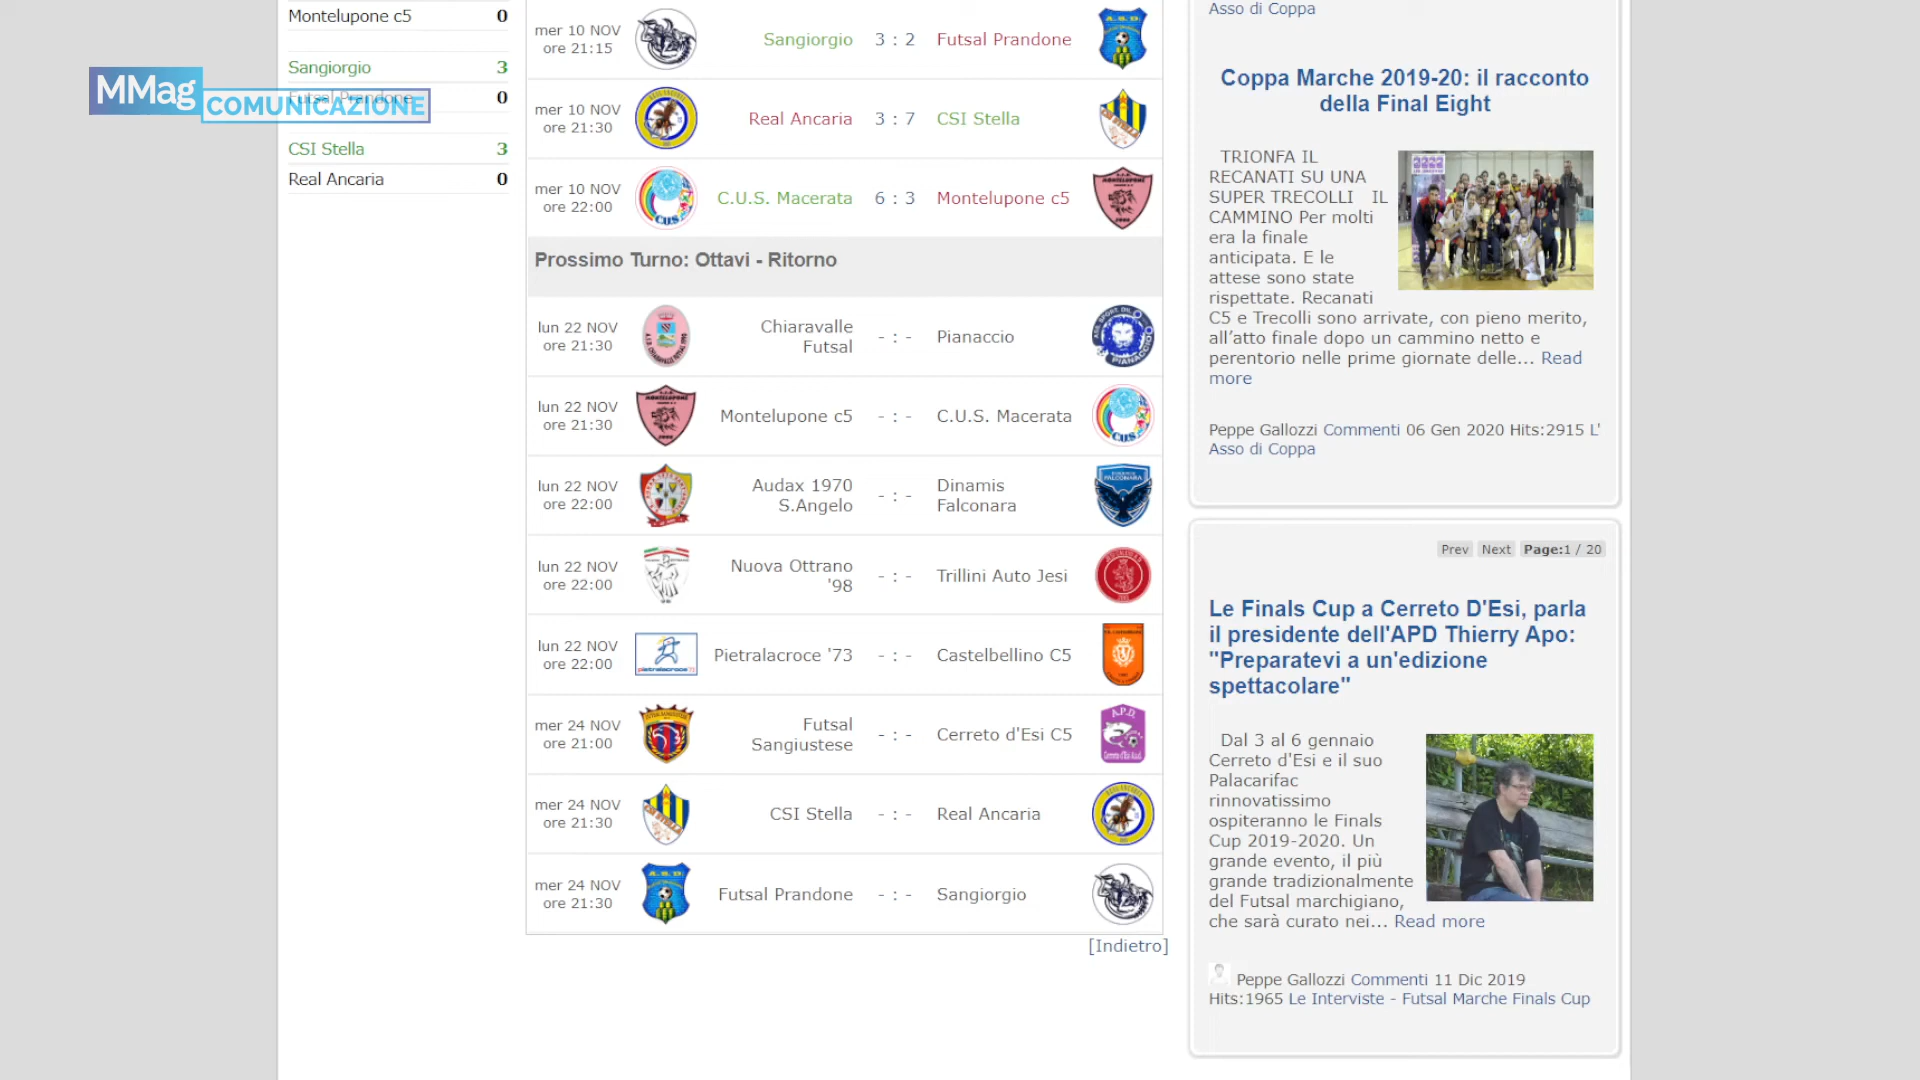 Montelupone c5 0
Sangiorgio 3
Futsal Prandone 0
CSI Stella 3
Real Ancaria 0
MMag
COMUNICAZIONE
mer 10 NOV
ore 21:15
Sangiorgio 3 : 2 Futsal Prandone
mer 10 NOV
ore 21:30
Real Ancaria 3 : 7 CSI Stella
mer 10 NOV
ore 22:00
C.U.S. Macerata 6 : 3 Montelupone c5
Prossimo Turno: Ottavi - Ritorno
lun 22 NOV
ore 21:30
Chiaravalle
Futsal
- : - Pianaccio
lun 22 NOV
ore 21:30
Montelupone c5 - : - C.U.S. Macerata
lun 22 NOV
ore 22:00
Audax 1970
S.Angelo
- : -
Dinamis
Falconara
lun 22 NOV
ore 22:00
Nuova Ottrano
'98
- : - Trillini Auto Jesi
lun 22 NOV
ore 22:00
Pietralacroce '73 - : - Castelbellino C5
mer 24 NOV
ore 21:00
Futsal
Sangiustese
- : - Cerreto d'Esi C5
mer 24 NOV
ore 21:30
CSI Stella - : - Real Ancaria
mer 24 NOV
ore 21:30
Futsal Prandone - : - Sangiorgio
[Indietro]
Asso di Coppa
Coppa Marche 2019-20: il racconto
della Final Eight
TRIONFA IL
RECANATI SU UNA
SUPER TRECOLLI IL
CAMMINO Per molti
era la finale
anticipata. E le
attese sono state
rispettate. Recanati
C5 e Trecolli sono arrivate, con pieno merito,
all’atto finale dopo un cammino netto e
perentorio nelle prime giornate delle... Read
more
Peppe Gallozzi Commenti 06 Gen 2020 Hits:2915 L'
Asso di Coppa
Prev Next Page:1 / 20
Le Finals Cup a Cerreto D'Esi, parla
il presidente dell'APD Thierry Apo:
"Preparatevi a un'edizione
spettacolare"
Dal 3 al 6 gennaio
Cerreto d'Esi e il suo
Palacarifac
rinnovatissimo
ospiteranno le Finals
Cup 2019-2020. Un
grande evento, il più
grande tradizionalmente
del Futsal marchigiano,
che sarà curato nei... Read more
Peppe Gallozzi Commenti 11 Dic 2019
Hits:1965 Le Interviste - Futsal Marche Finals Cup